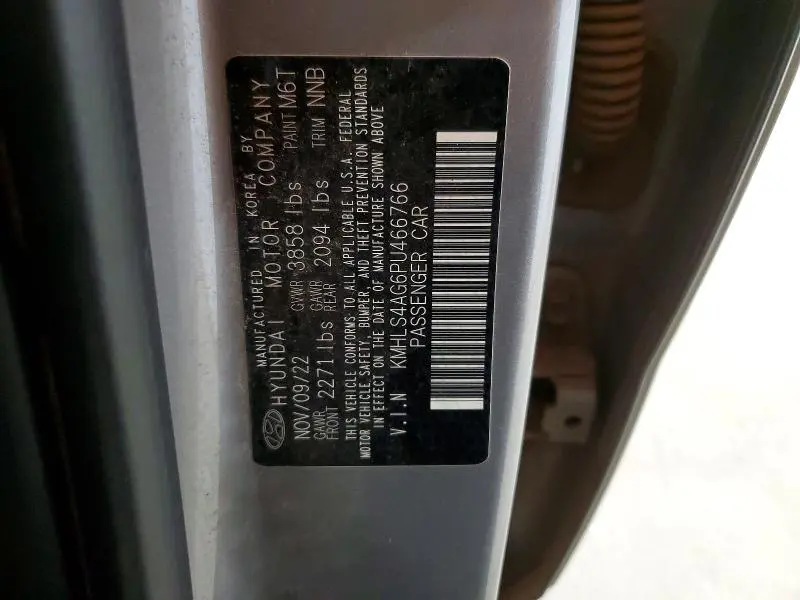 MANUFACTURED IN KOREA BY
HYUNDAI MOTOR COMPANY
NOV/09/22 GVWR 3858 lbs PAINT M6T
GAWR FRONT 2271 lbs GAWR REAR 2094 lbs TRIM NNB
THIS VEHICLE CONFORMS TO ALL APPLICABLE U.S.A. FEDERAL
MOTOR VEHICLE SAFETY, BUMPER, AND THEFT PREVENTION STANDARDS
IN EFFECT ON THE DATE OF MANUFACTURE SHOWN ABOVE
V.I.N KMHLS4AG6PU466766
PASSENGER CAR